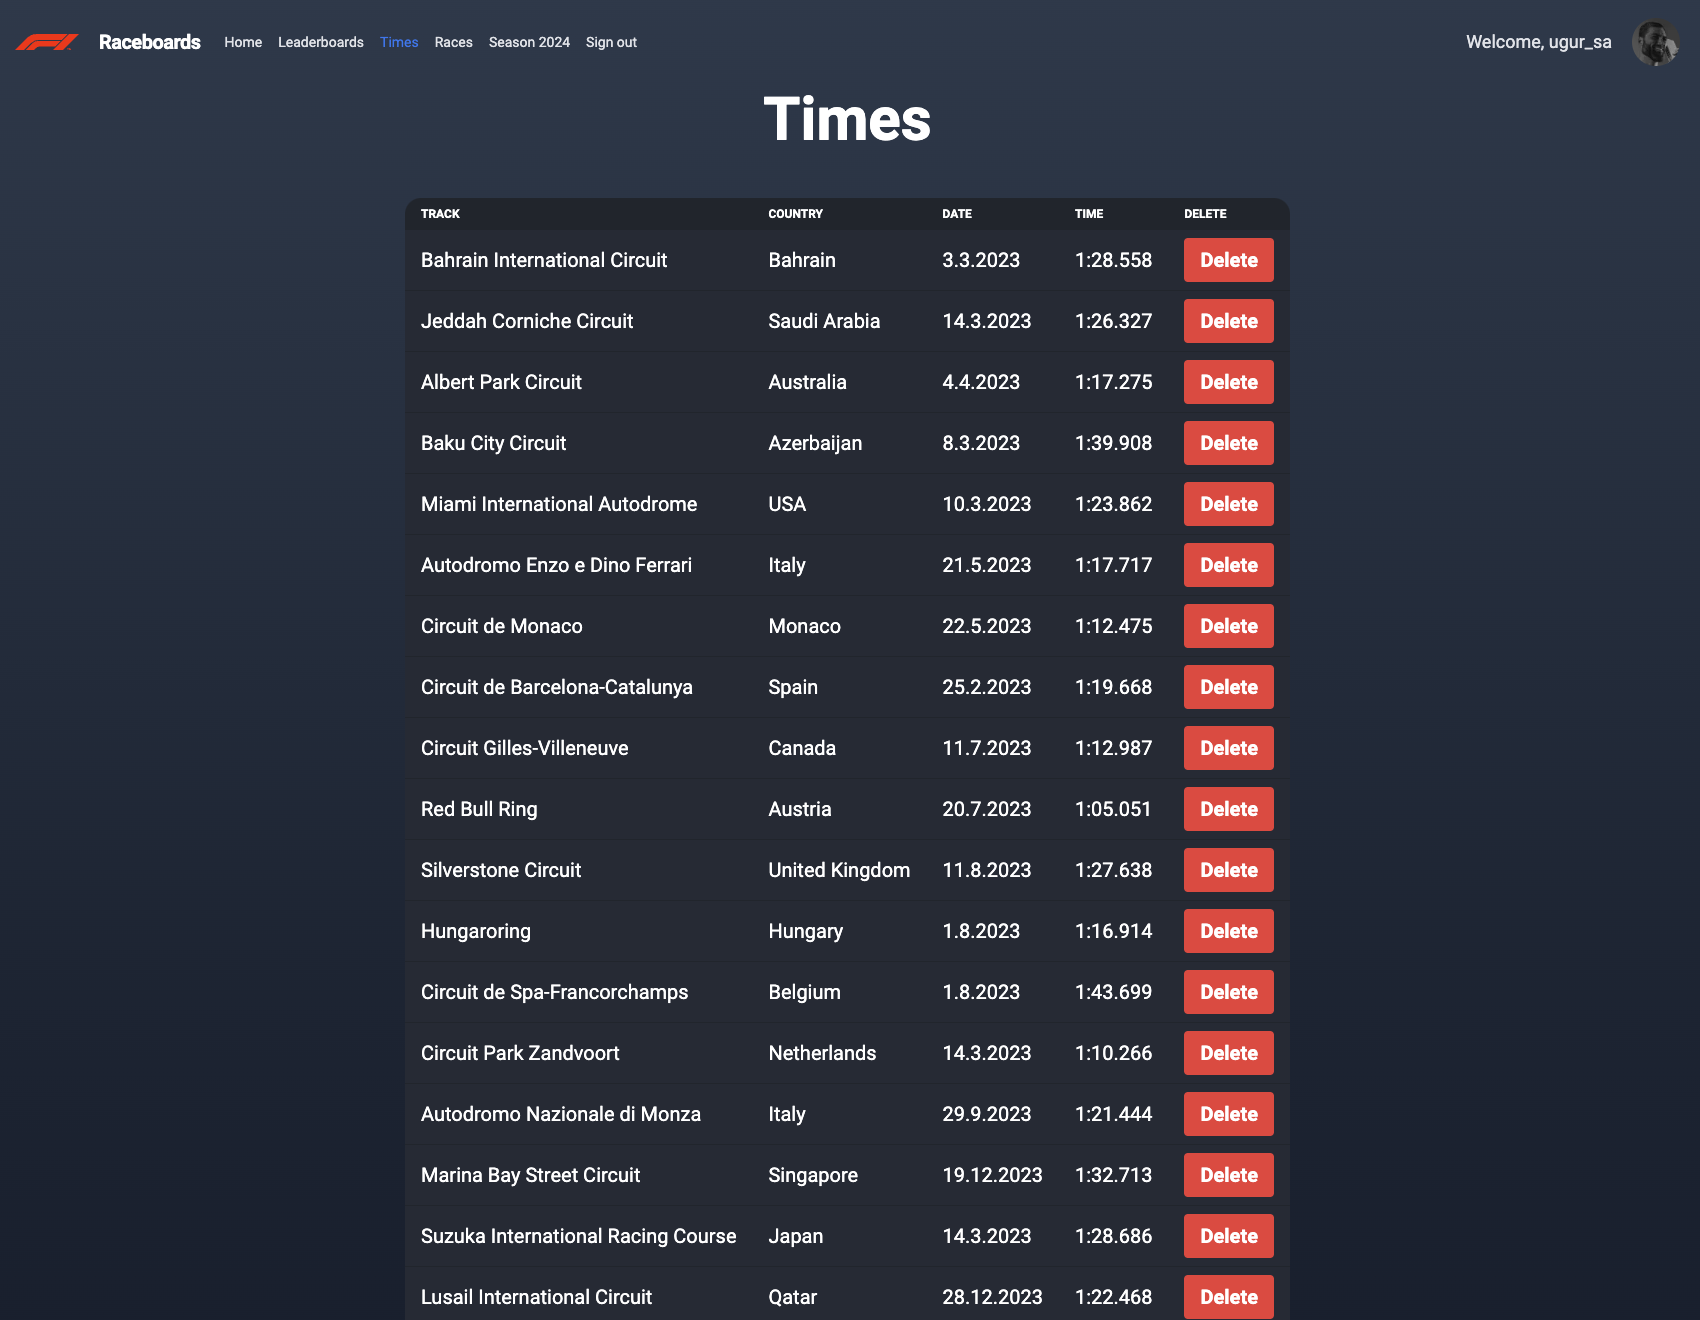 Raceboards Home Leaderboards Times Races Season 2024 Sign out Welcome, ugur_sa
Times
TRACK COUNTRY DATE TIME DELETE
Bahrain International Circuit Bahrain 3.3.2023 1:28.558 Delete
Jeddah Corniche Circuit Saudi Arabia 14.3.2023 1:26.327 Delete
Albert Park Circuit Australia 4.4.2023 1:17.275 Delete
Baku City Circuit Azerbaijan 8.3.2023 1:39.908 Delete
Miami International Autodrome USA 10.3.2023 1:23.862 Delete
Autodromo Enzo e Dino Ferrari Italy 21.5.2023 1:17.717 Delete
Circuit de Monaco Monaco 22.5.2023 1:12.475 Delete
Circuit de Barcelona-Catalunya Spain 25.2.2023 1:19.668 Delete
Circuit Gilles-Villeneuve Canada 11.7.2023 1:12.987 Delete
Red Bull Ring Austria 20.7.2023 1:05.051 Delete
Silverstone Circuit United Kingdom 11.8.2023 1:27.638 Delete
Hungaroring Hungary 1.8.2023 1:16.914 Delete
Circuit de Spa-Francorchamps Belgium 1.8.2023 1:43.699 Delete
Circuit Park Zandvoort Netherlands 14.3.2023 1:10.266 Delete
Autodromo Nazionale di Monza Italy 29.9.2023 1:21.444 Delete
Marina Bay Street Circuit Singapore 19.12.2023 1:32.713 Delete
Suzuka International Racing Course Japan 14.3.2023 1:28.686 Delete
Lusail International Circuit Qatar 28.12.2023 1:22.468 Delete